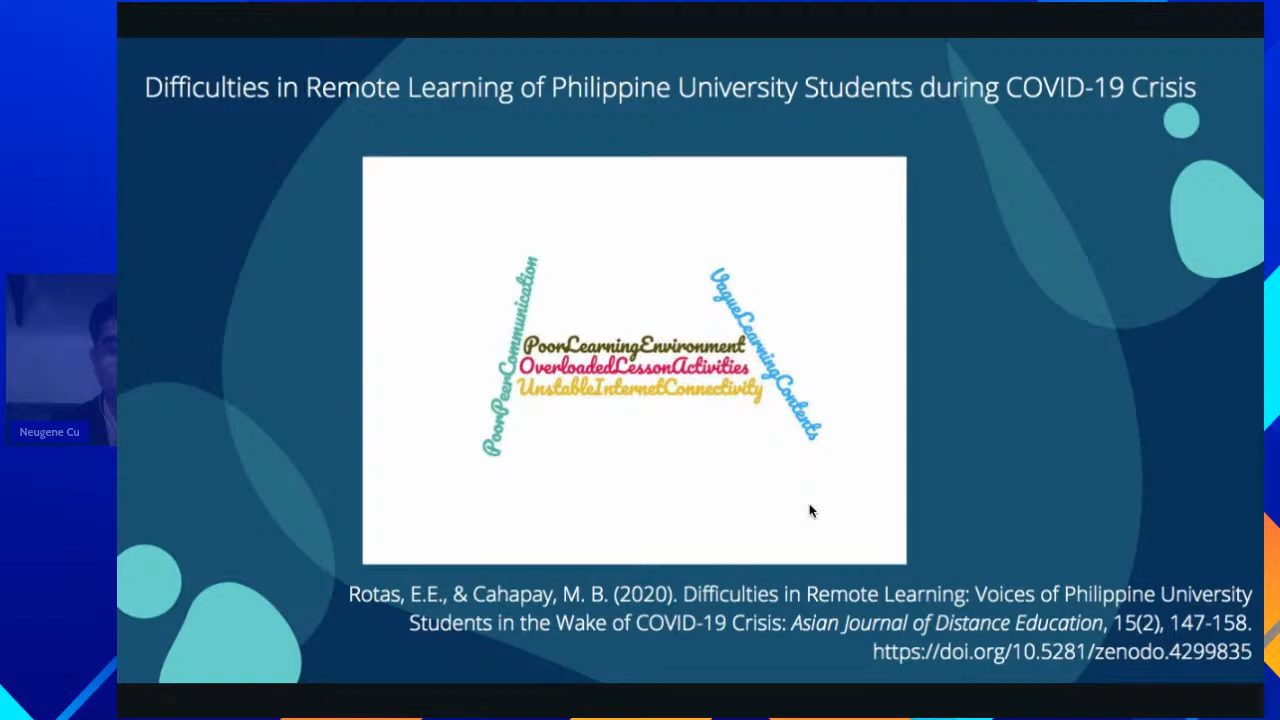 Difficulties in Remote Learning of Philippine University Students during COVID-19 Crisis
PoorPeerCommunication
VagueLearningContents
PoorLearningEnvironment
OverloadedLessonActivities
UnstableInternetConnectivity
Neugene Cu
Rotas, E.E., & Cahapay, M. B. (2020). Difficulties in Remote Learning: Voices of Philippine University
Students in the Wake of COVID-19 Crisis: Asian Journal of Distance Education, 15(2), 147-158.
https://doi.org/10.5281/zenodo.4299835